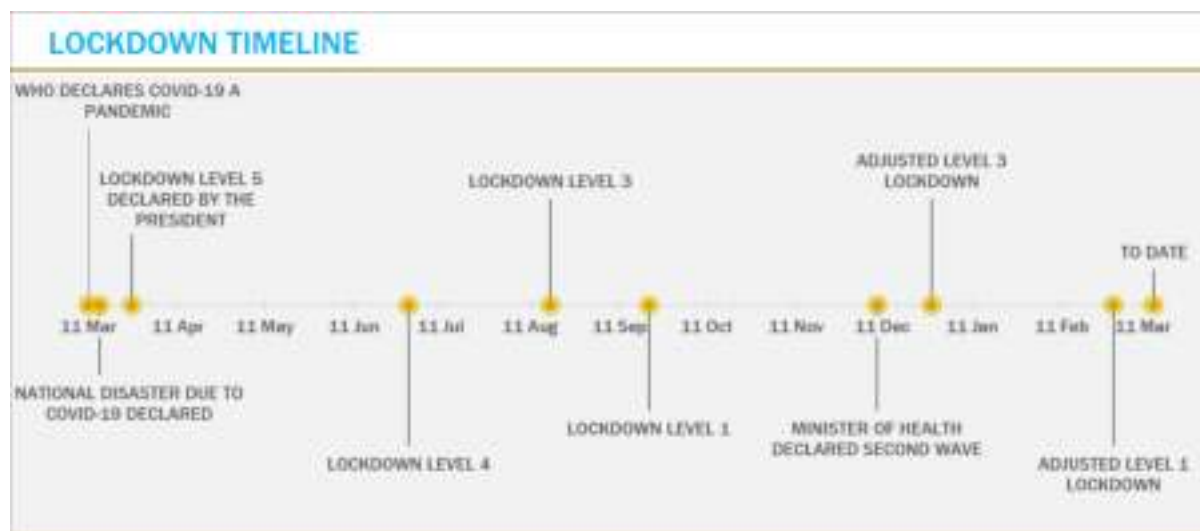 LOCKDOWN TIMELINE
WHO DECLARES COVID-19 A
PANDEMIC
LOCKDOWN LEVEL 5
DECLARED BY THE
PRESIDENT
LOCKDOWN LEVEL 3
ADJUSTED LEVEL 3
LOCKDOWN
TO DATE
11 Mar
11 Apr
11 May
11 Jun
11 Jul
11 Aug
11 Sep
11 Oct
11 Nov
11 Dec
11 Jan
11 Feb
11 Mar
NATIONAL DISASTER DUE TO
COVID-19 DECLARED
LOCKDOWN LEVEL 4
LOCKDOWN LEVEL 1
MINISTER OF HEALTH
DECLARED SECOND WAVE
ADJUSTED LEVEL 1
LOCKDOWN